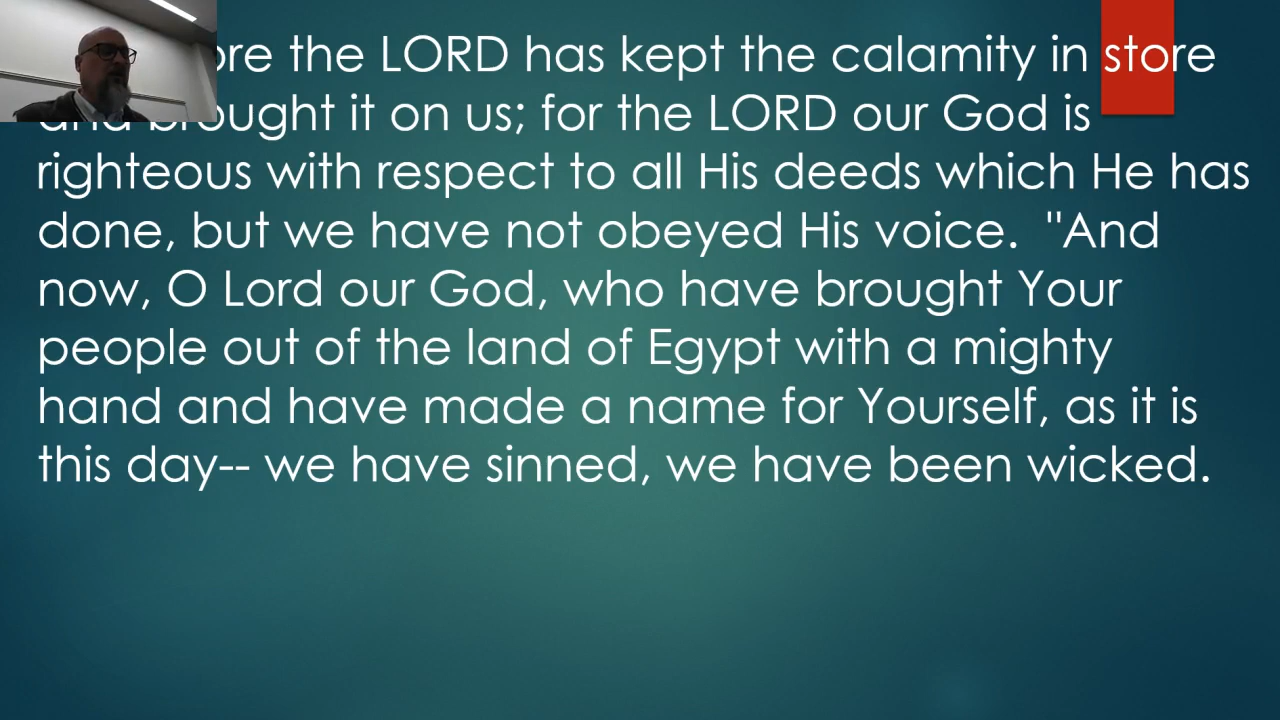 the LORD has kept the calamity in store
brought it on us; for the LORD our God is
righteous with respect to all His deeds which He has
done, but we have not obeyed His voice.  "And
now, O Lord our God, who have brought Your
people out of the land of Egypt with a mighty
hand and have made a name for Yourself, as it is
this day-- we have sinned, we have been wicked.